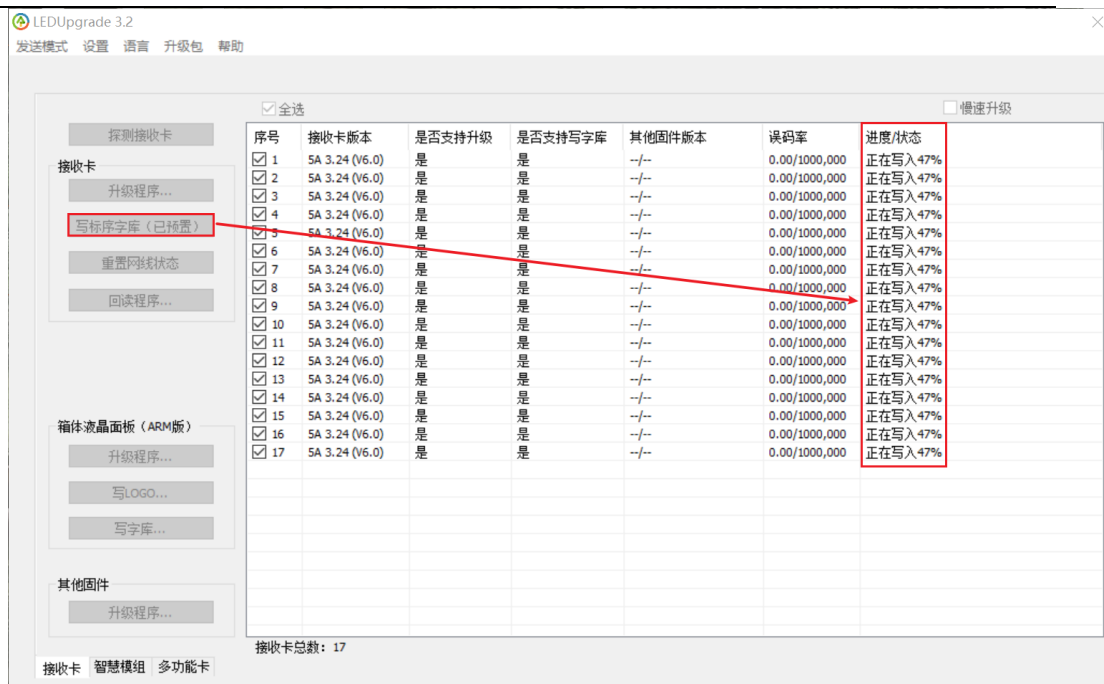 LEDUpgrade 3.2
发送模式 设置 语言 升级包 帮助
全选 慢速升级
探测接收卡
接收卡
升级程序...
写标序字库（已预置）
重置网线状态
回读程序...
箱体液晶面板（ARM版）
升级程序...
写LOGO...
写字库...
其他固件
升级程序...
序号 接收卡版本 是否支持升级 是否支持写字库 其他固件版本 误码率 进度/状态
1 5A 3.24 (V6.0) 是 是 --/-- 0.00/1000,000 正在写入47%
2 5A 3.24 (V6.0) 是 是 --/-- 0.00/1000,000 正在写入47%
3 5A 3.24 (V6.0) 是 是 --/-- 0.00/1000,000 正在写入47%
4 5A 3.24 (V6.0) 是 是 --/-- 0.00/1000,000 正在写入47%
5 5A 3.24 (V6.0) 是 是 --/-- 0.00/1000,000 正在写入47%
6 5A 3.24 (V6.0) 是 是 --/-- 0.00/1000,000 正在写入47%
7 5A 3.24 (V6.0) 是 是 --/-- 0.00/1000,000 正在写入47%
8 5A 3.24 (V6.0) 是 是 --/-- 0.00/1000,000 正在写入47%
9 5A 3.24 (V6.0) 是 是 --/-- 0.00/1000,000 正在写入47%
10 5A 3.24 (V6.0) 是 是 --/-- 0.00/1000,000 正在写入47%
11 5A 3.24 (V6.0) 是 是 --/-- 0.00/1000,000 正在写入47%
12 5A 3.24 (V6.0) 是 是 --/-- 0.00/1000,000 正在写入47%
13 5A 3.24 (V6.0) 是 是 --/-- 0.00/1000,000 正在写入47%
14 5A 3.24 (V6.0) 是 是 --/-- 0.00/1000,000 正在写入47%
15 5A 3.24 (V6.0) 是 是 --/-- 0.00/1000,000 正在写入47%
16 5A 3.24 (V6.0) 是 是 --/-- 0.00/1000,000 正在写入47%
17 5A 3.24 (V6.0) 是 是 --/-- 0.00/1000,000 正在写入47%
接收卡总数：17
接收卡 智慧模组 多功能卡